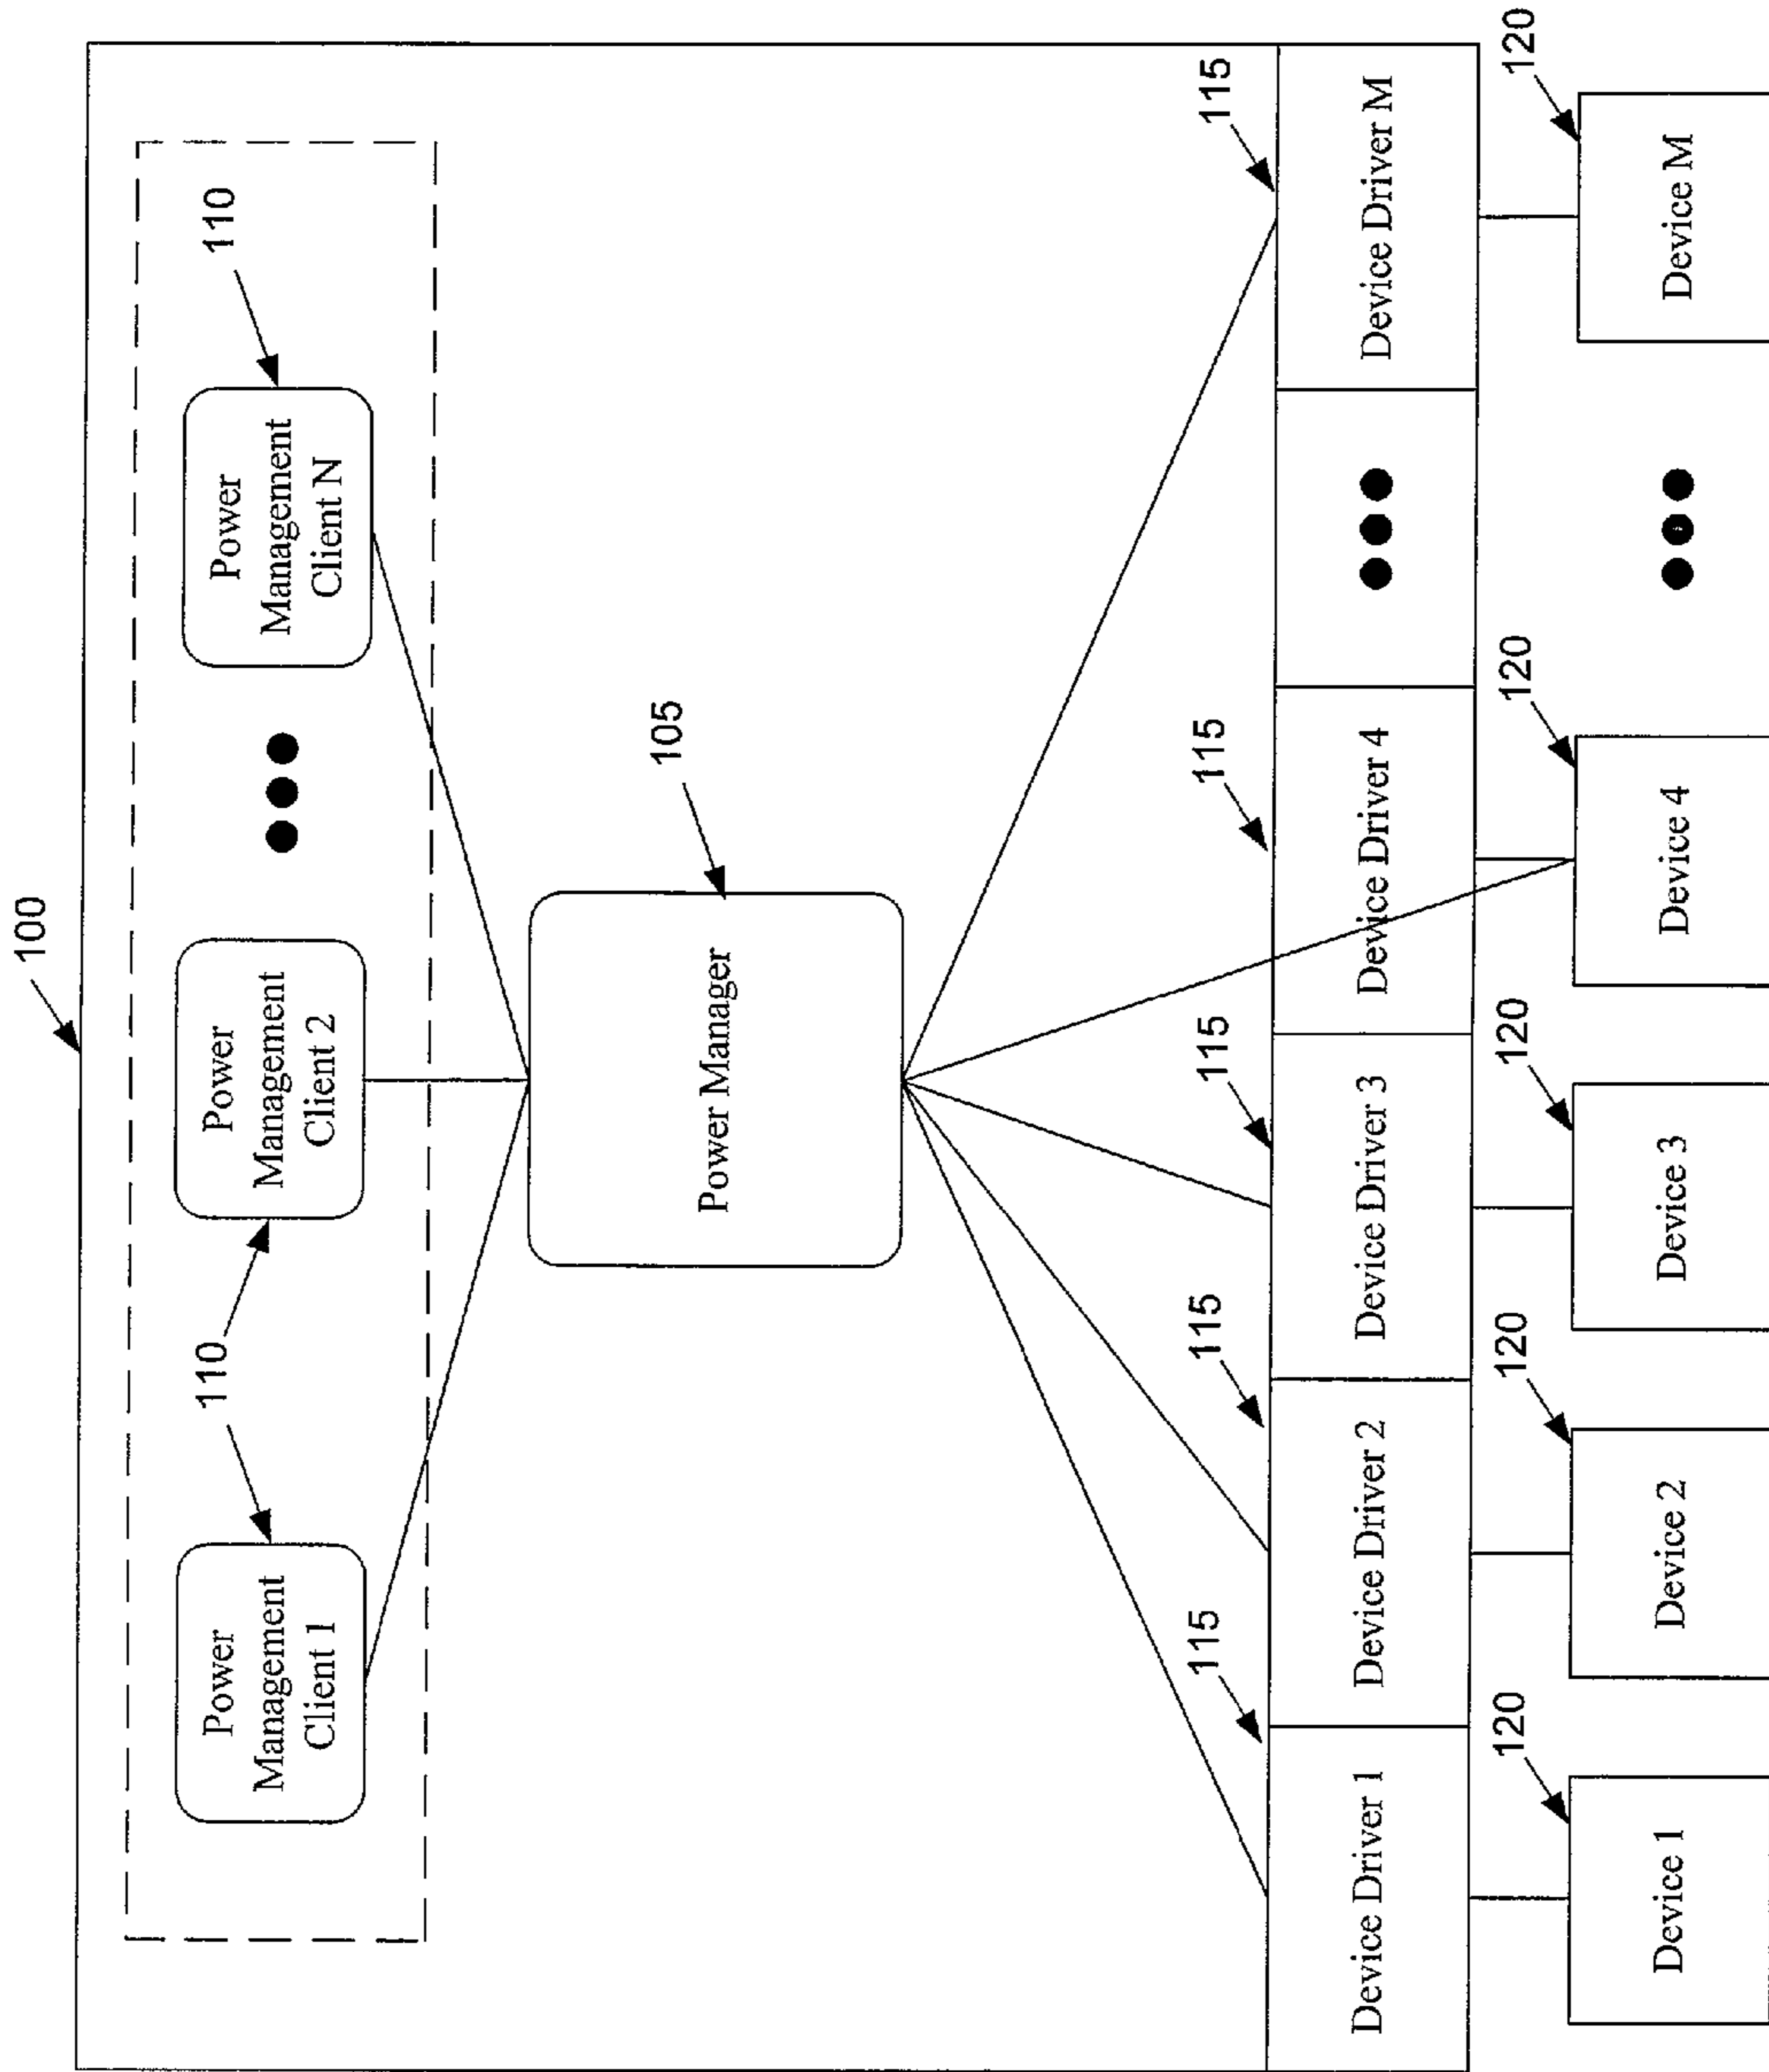 100
110
110
Power
Management
Client 1
Power
Management
Client 2
Power
Management
Client N
105
Power Manager
115
115
115
115
115
Device Driver 1
Device Driver 2
Device Driver 3
Device Driver 4
Device Driver M
120
120
120
120
120
Device 1
Device 2
Device 3
Device 4
Device M